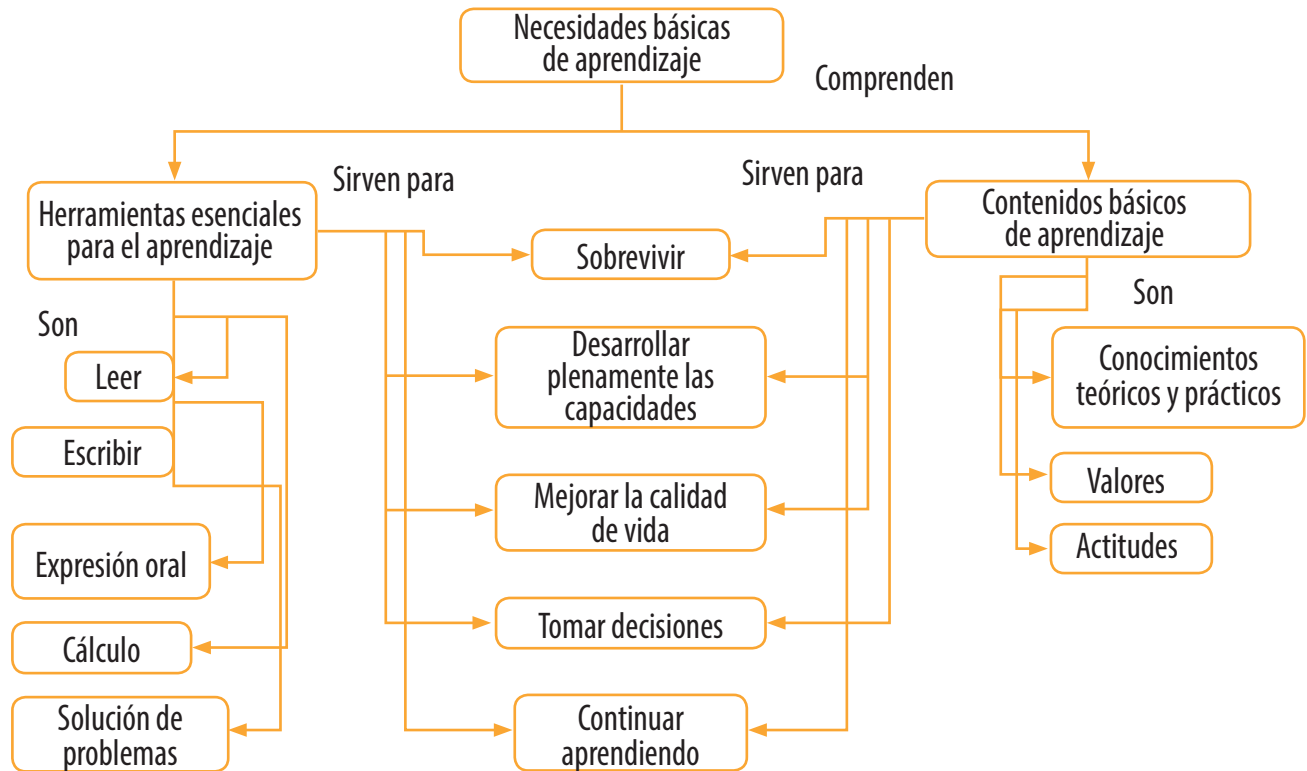 Necesidades básicas
de aprendizaje
Comprenden
Herramientas esenciales
para el aprendizaje
Sirven para
Sirven para
Contenidos básicos
de aprendizaje
Sobrevivir
Son
Son
Leer
Desarrollar
plenamente las
capacidades
Conocimientos
teóricos y prácticos
Escribir
Mejorar la calidad
de vida
Valores
Expresión oral
Actitudes
Tomar decisiones
Cálculo
Solución de
problemas
Continuar
aprendiendo